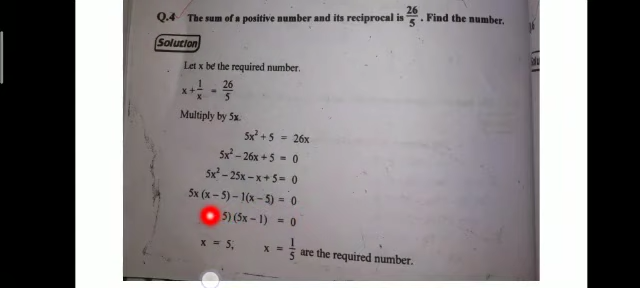 Q.4 The sum of a positive number and its reciprocal is 26/5. Find the number.
Solution
Let x be the required number.
x + 1/x = 26/5
Multiply by 5x.
5x² + 5 = 26x
5x² – 26x + 5 = 0
5x² – 25x – x + 5 = 0
5x (x – 5) – 1(x – 5) = 0
5) (5x – 1) = 0
x = 5, x = 1/5 are the required number.